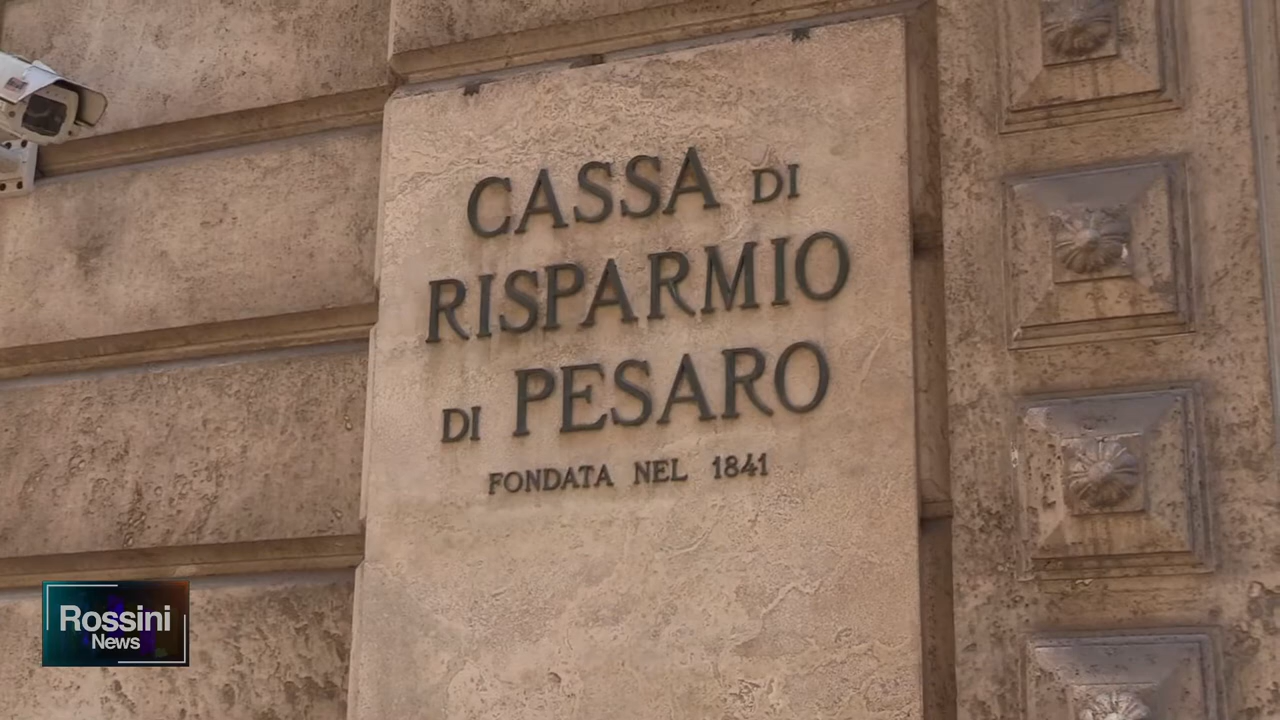 CASSA DI
RISPARMIO
DI PESARO
FONDATA NEL 1841
Rossini
News